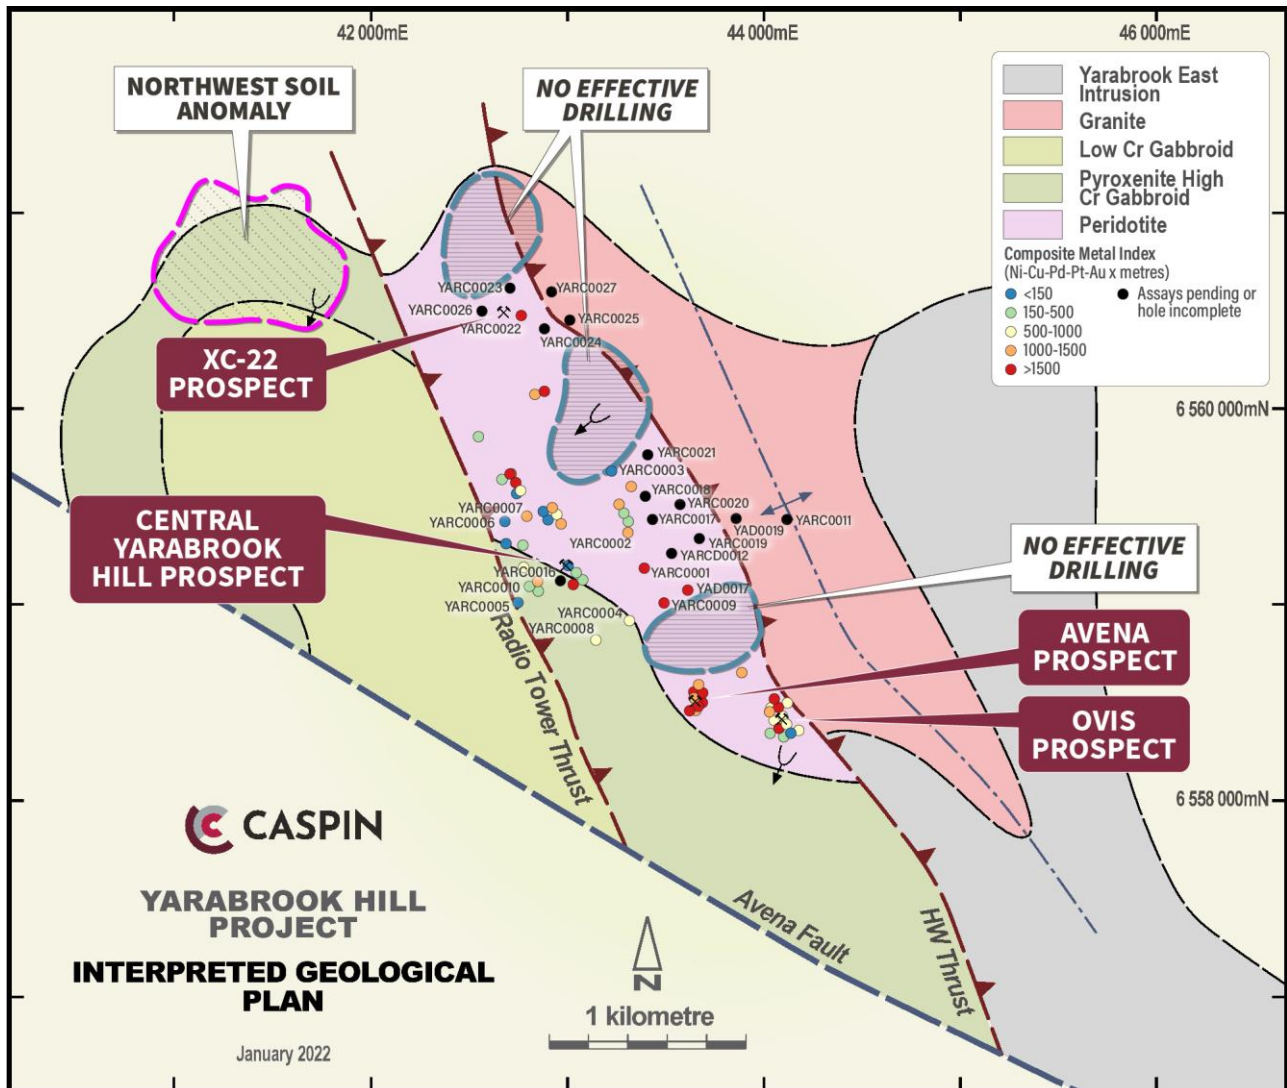 42 000mE
44 000mE
46 000mE
NORTHWEST SOIL
ANOMALY
NO EFFECTIVE
DRILLING
Yarabrook East
Intrusion
Granite
Low Cr Gabbroid
Pyroxenite High
Cr Gabbroid
Peridotite
Composite Metal Index
(Ni-Cu-Pd-Pt-Au x metres)
<150
150-500
500-1000
1000-1500
>1500
Assays pending or
hole incomplete
YARC0023
YARC0027
YARC0026
YARC0025
YARC0022
YARC0024
XC-22
PROSPECT
6 560 000mN
YARC0021
YARC0003
YARC0018
YARC0020
YARC0007
YARC0017
YAD0019
YARC0011
YARC0006
YARC0019
YARC0002
YARCD0012
CENTRAL
YARABROOK
HILL PROSPECT
NO EFFECTIVE
DRILLING
YARC0016
YARC0001
YARC0010
YAD0017
YARC0005
YARC0009
YARC0004
YARC0008
AVENA
PROSPECT
OVIS
PROSPECT
Radio Tower Thrust
6 558 000mN
CASPIN
YARABROOK HILL
PROJECT
INTERPRETED GEOLOGICAL
PLAN
January 2022
Avena Fault
HW Thrust
N
1 kilometre